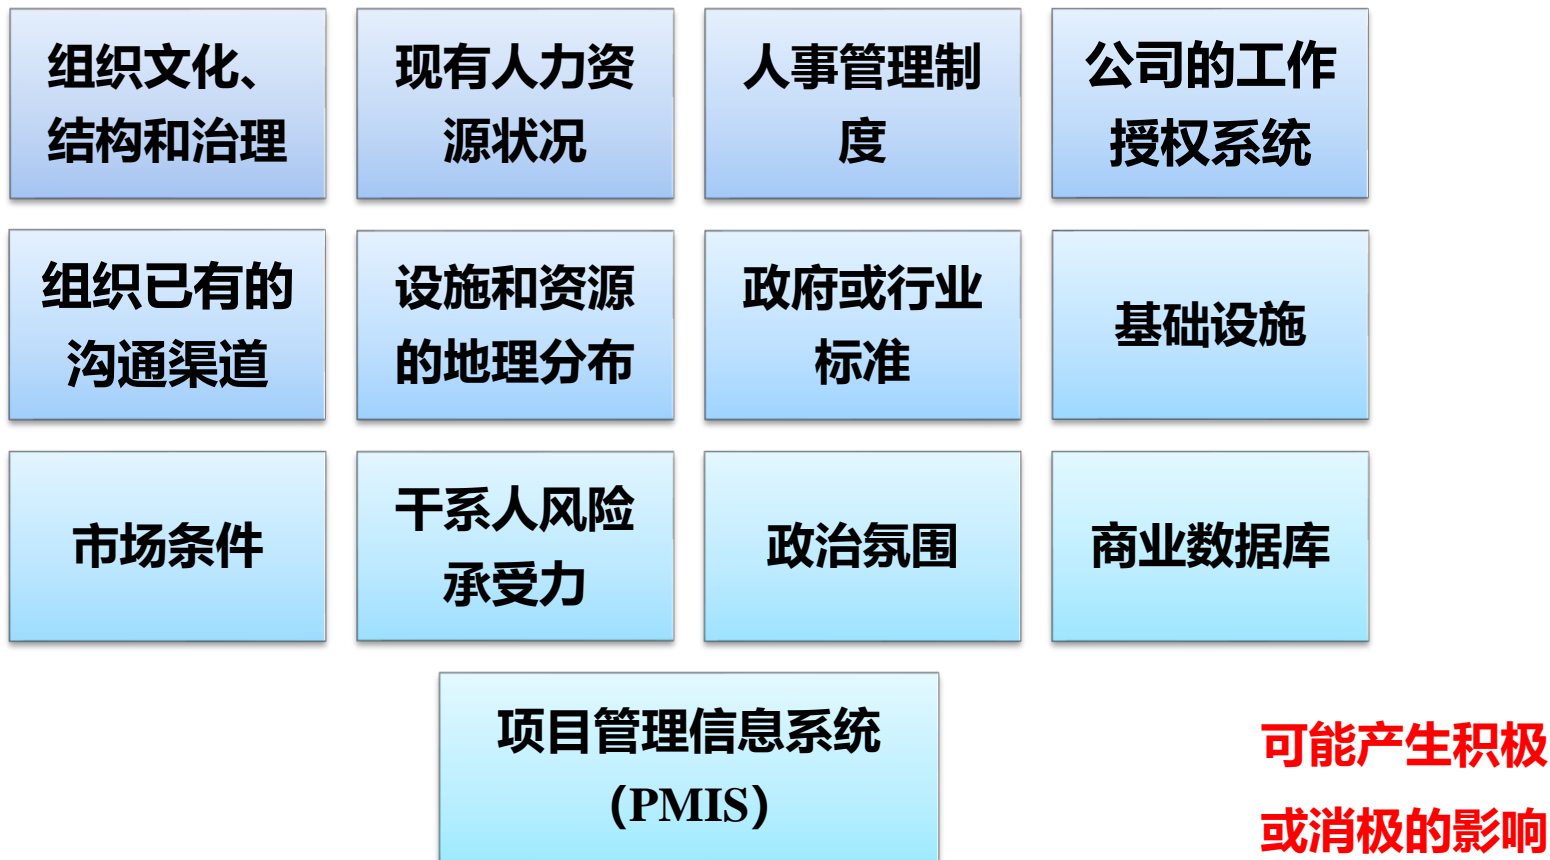 组织文化、
结构和治理
现有人力资
源状况
人事管理制
度
公司的工作
授权系统
组织已有的
沟通渠道
设施和资源
的地理分布
政府或行业
标准
基础设施
市场条件
干系人风险
承受力
政治氛围
商业数据库
项目管理信息系统
(PMIS)
可能产生积极
或消极的影响